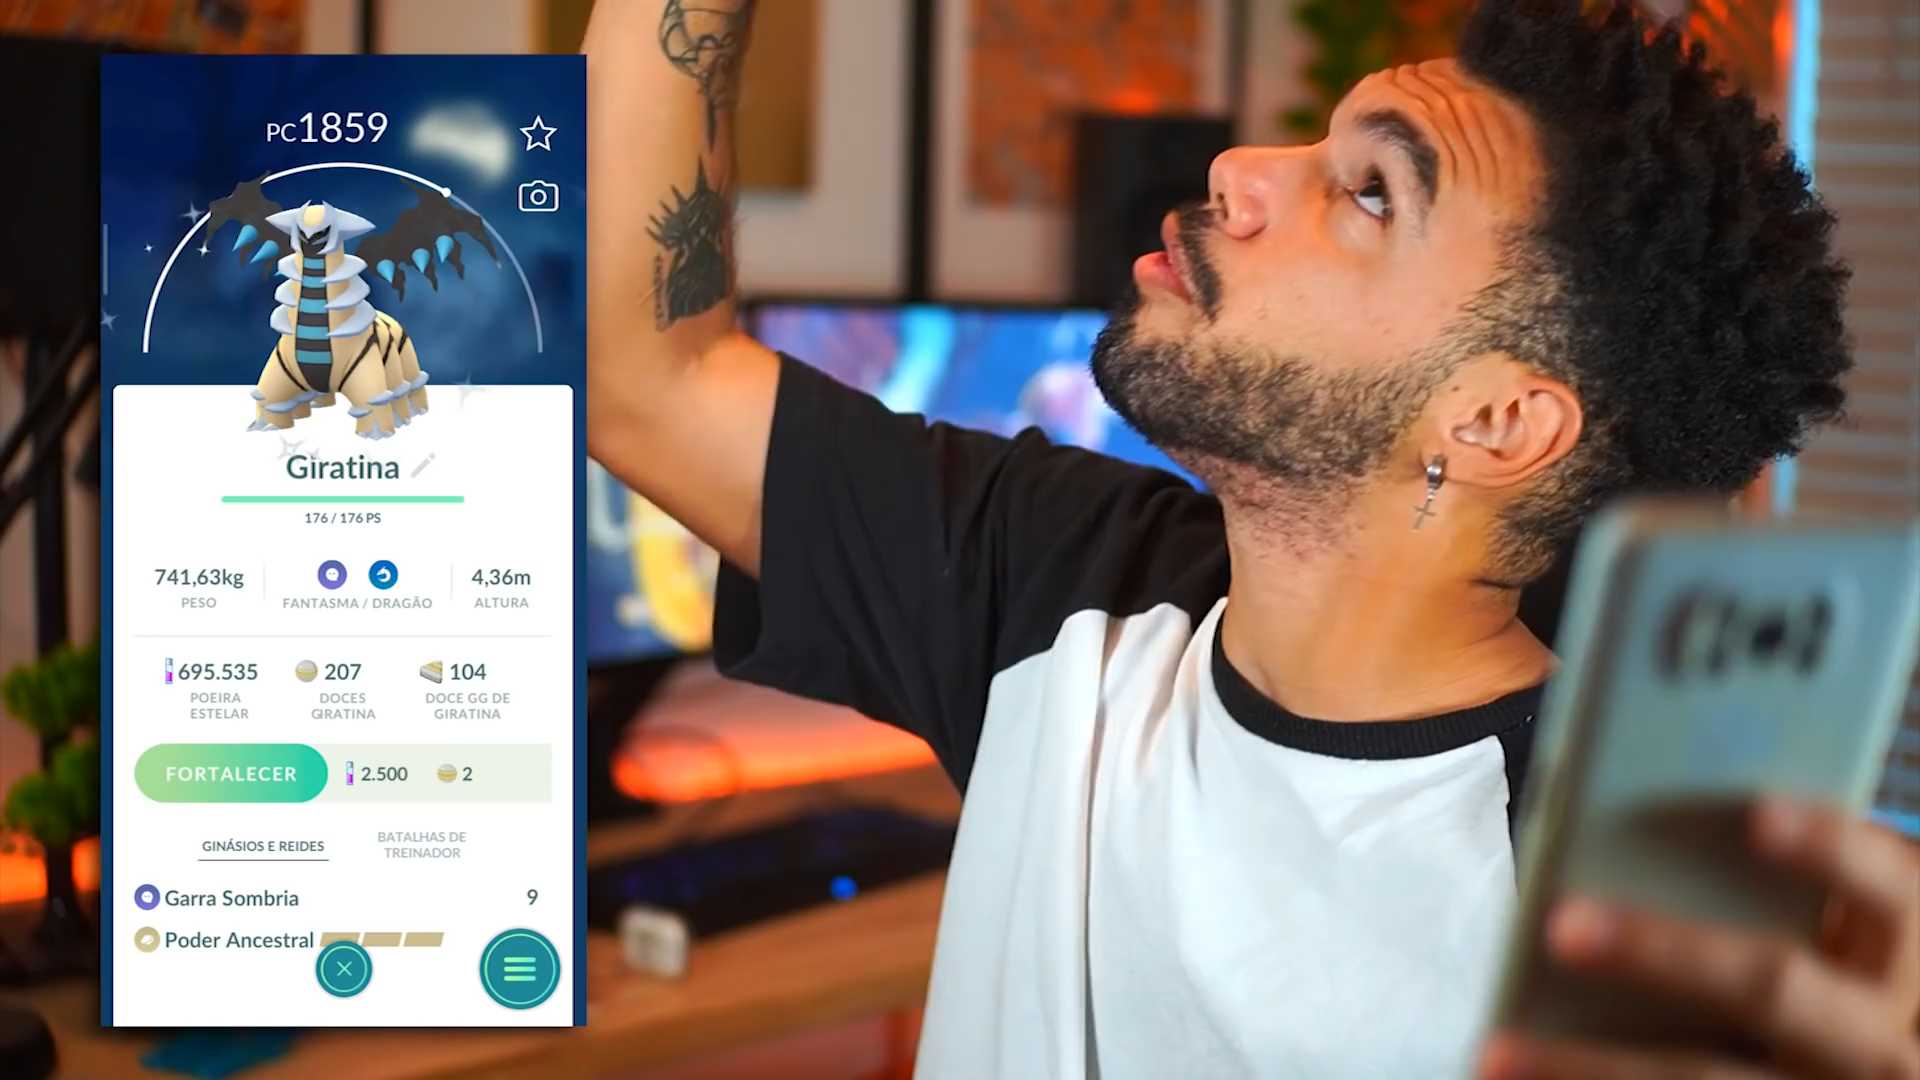 PC1859
Giratina
176 / 176 PS
741,63kg
PESO
FANTASMA / DRAGÃO
4,36m
ALTURA
695.535
POEIRA
ESTELAR
207
DOCES
GIRATINA
104
DOCE GG DE
GIRATINA
FORTALECER
2.500
2
GINÁSIOS E REIDES
BATALHAS DE
TREINADOR
Garra Sombria
9
Poder Ancestral